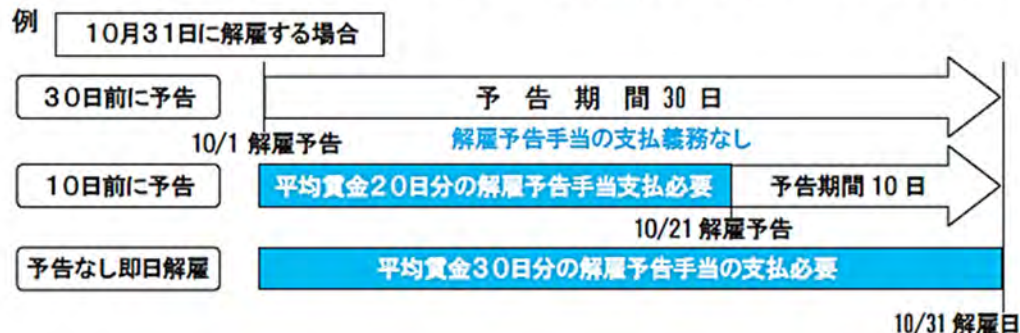 例
10月31日に解雇する場合
30日前に予告
予告期間30日
10/1 解雇予告
解雇予告手当の支払義務なし
10日前に予告
平均賃金20日分の解雇予告手当支払必要
予告期間10日
10/21 解雇予告
予告なし即日解雇
平均賃金30日分の解雇予告手当の支払必要
10/31 解雇日